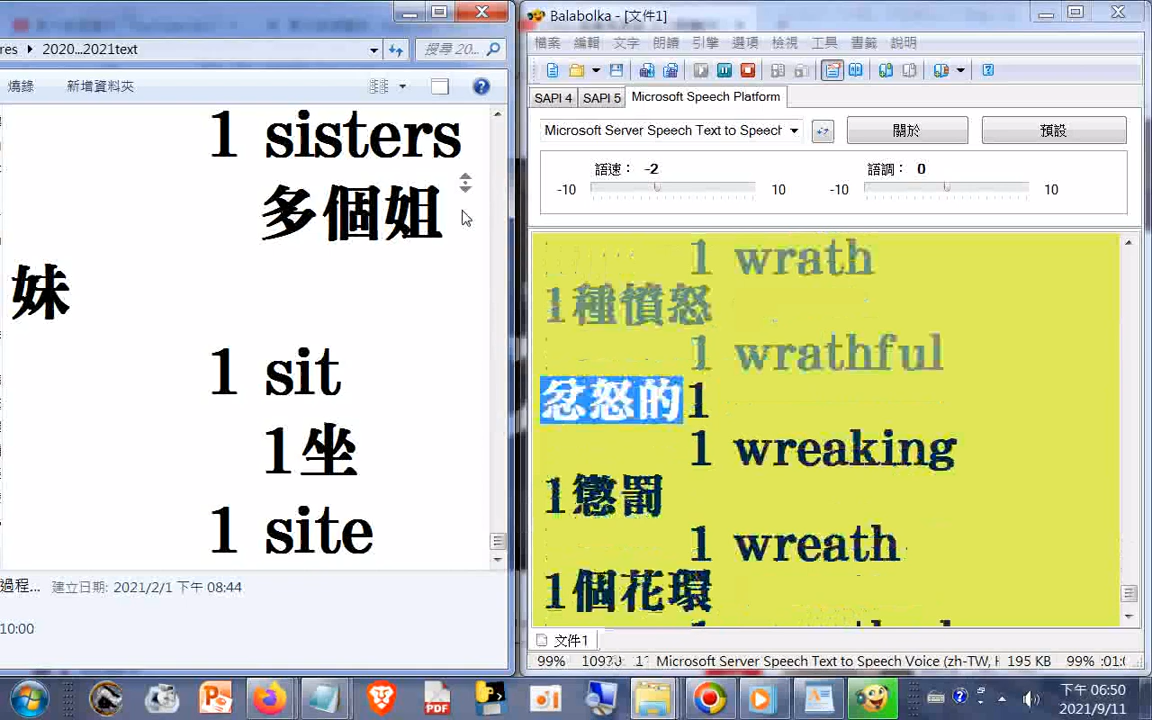 res ▸ 2020...2021text
搜尋 20...
燒錄 新增資料夾
1 sisters
多個姐
妹
1 sit
1坐
1 site
過程... 建立日期: 2021/2/1 下午 08:44
10:00
Balabolka - [文件1]
檔案 編輯 文字 朗讀 引擎 選項 檢視 工具 書籤 說明
SAPI 4 SAPI 5 Microsoft Speech Platform
Microsoft Server Speech Text to Speech 關於 預設
語速： -2 語調： 0
-10 10 -10 10
1 wrath
1種憤怒
1 wrathful
忿怒的1
1 wreaking
1懲罰
1 wreath
1個花環
文件1
99% Microsoft Server Speech Text to Speech Voice (zh-TW, 195 KB 99%
PDF
下午 06:50
2021/9/11